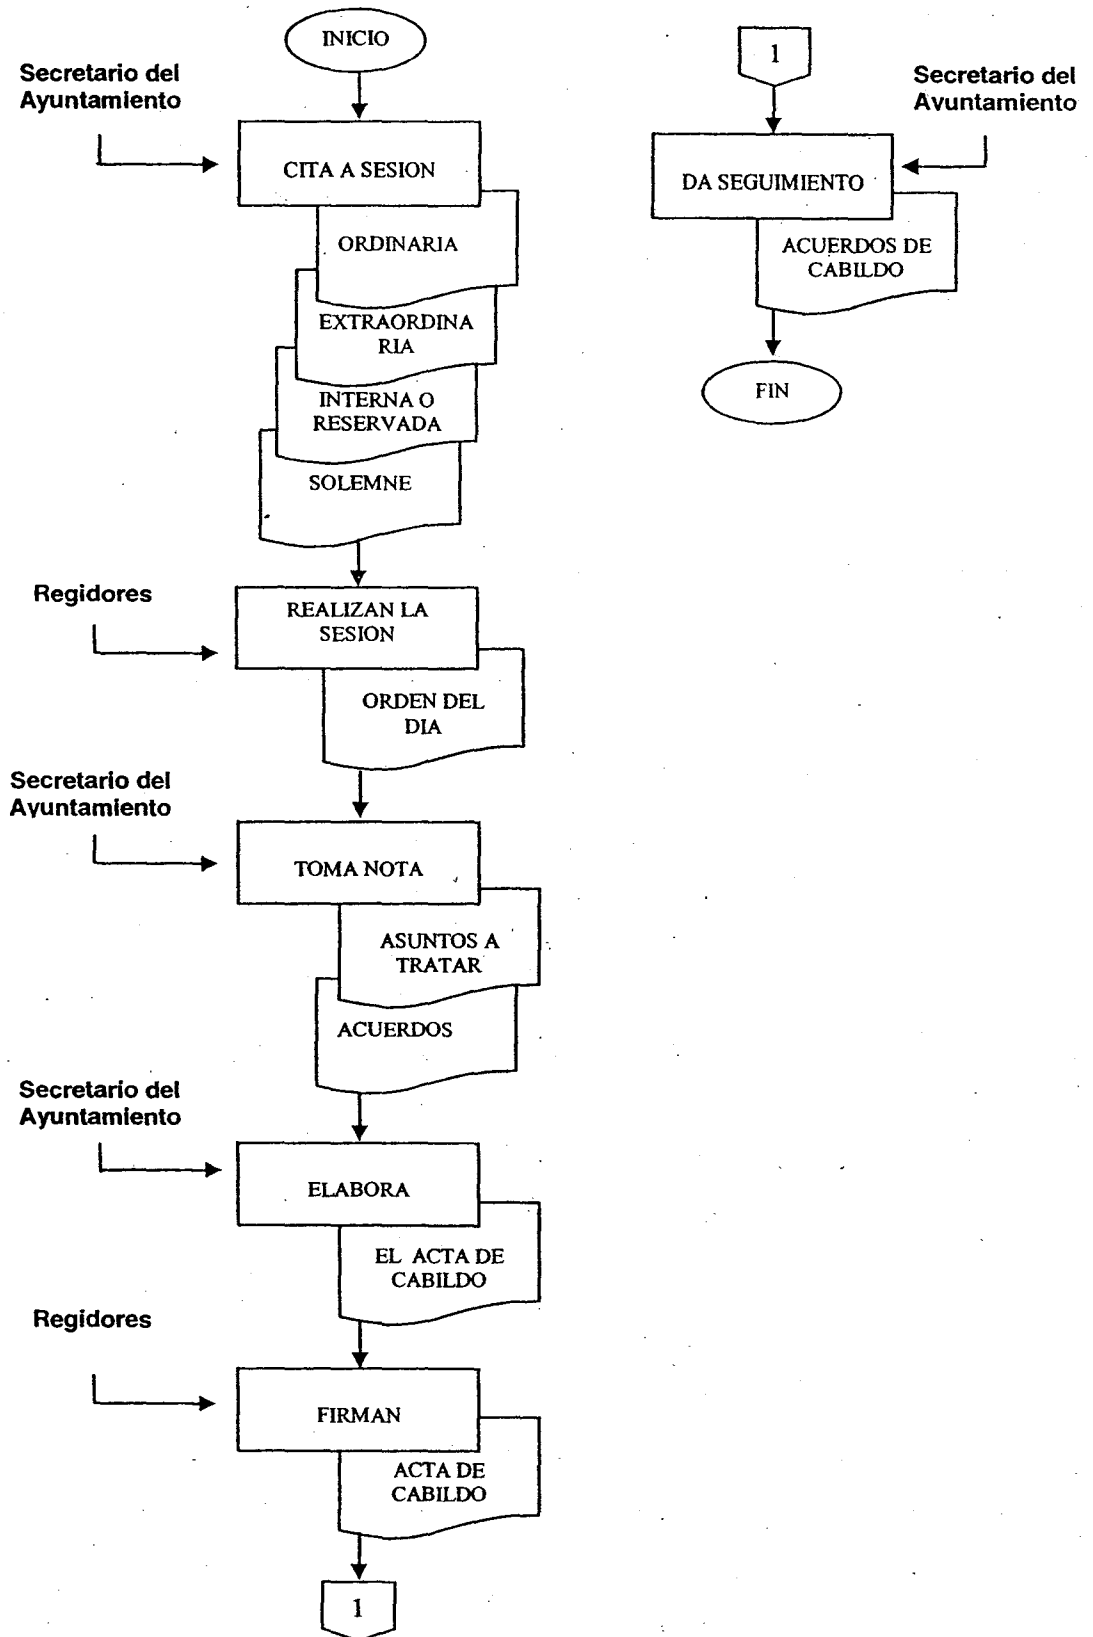 INICIO
Secretario del
Ayuntamiento
CITA A SESION
ORDINARIA
EXTRAORDINA
RIA
INTERNA O
RESERVADA
SOLEMNE
Regidores
REALIZAN LA
SESION
ORDEN DEL
DIA
Secretario del
Ayuntamiento
TOMA NOTA
ASUNTOS A
TRATAR
ACUERDOS
Secretario del
Ayuntamiento
ELABORA
EL ACTA DE
CABILDO
Regidores
FIRMAN
ACTA DE
CABILDO
1
1
Secretario del
Ayuntamiento
DA SEGUIMIENTO
ACUERDOS DE
CABILDO
FIN